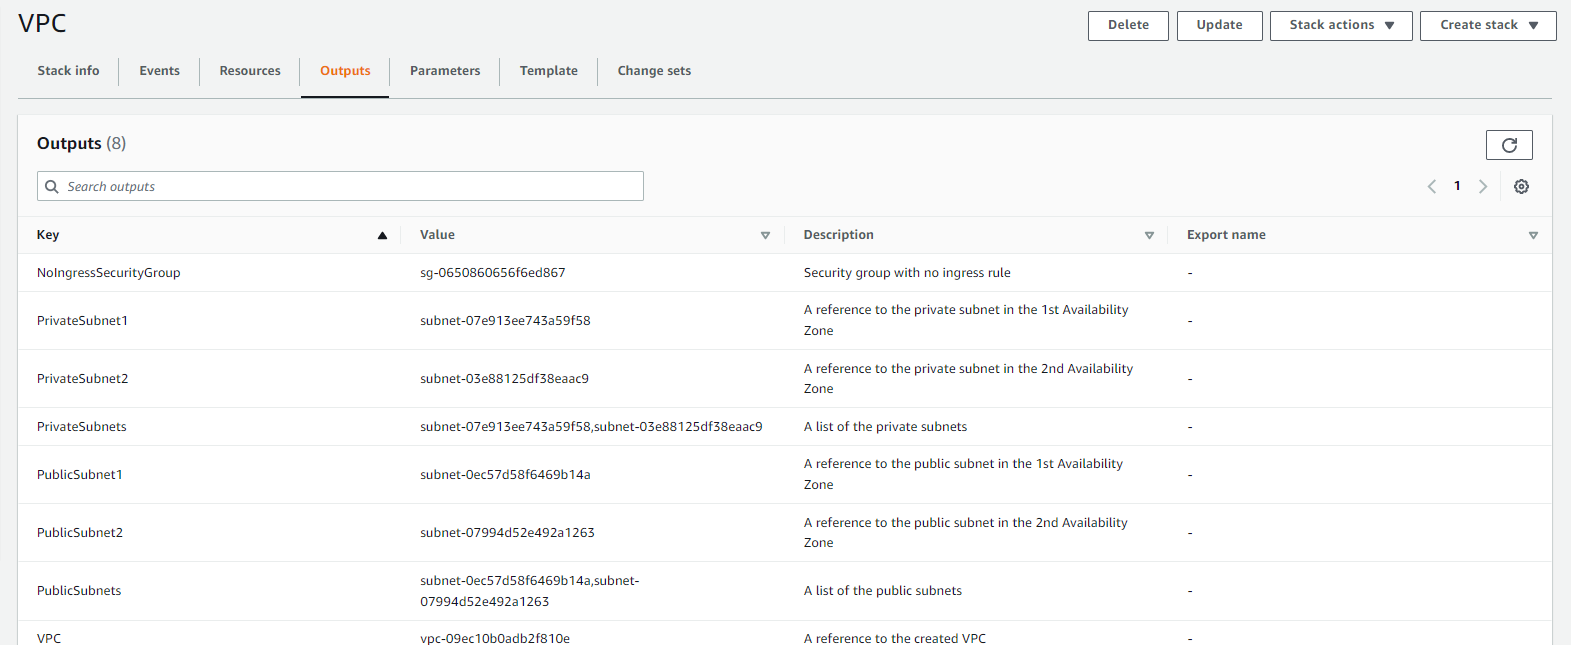 VPC
Delete
Update
Stack actions
Create stack
Stack info
Events
Resources
Outputs
Parameters
Template
Change sets
Outputs (8)
Search outputs
1
Key
Value
Description
Export name
NoIngressSecurityGroup
sg-0650860656f6ed867
Security group with no ingress rule
-
PrivateSubnet1
subnet-07e913ee743a59f58
A reference to the private subnet in the 1st Availability
Zone
-
PrivateSubnet2
subnet-03e88125df38eaac9
A reference to the private subnet in the 2nd Availability
Zone
-
PrivateSubnets
subnet-07e913ee743a59f58,subnet-03e88125df38eaac9
A list of the private subnets
-
PublicSubnet1
subnet-0ec57d58f6469b14a
A reference to the public subnet in the 1st Availability
Zone
-
PublicSubnet2
subnet-07994d52e492a1263
A reference to the public subnet in the 2nd Availability
Zone
-
PublicSubnets
subnet-0ec57d58f6469b14a,subnet-
07994d52e492a1263
A list of the public subnets
-
VPC
vpc-09ec10b0adb2f810e
A reference to the created VPC
-